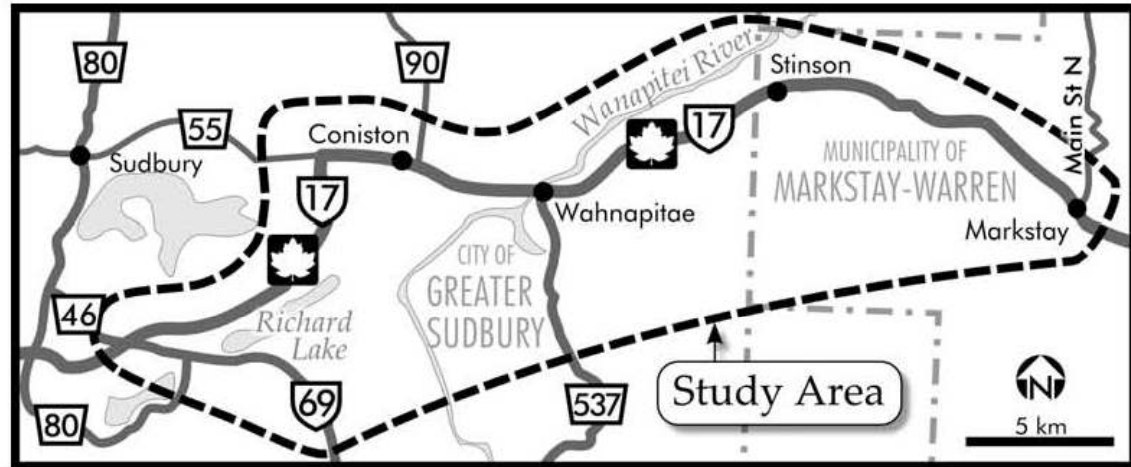 80
90
55
Sudbury
Coniston
17
Wanapitei River
17
Stinson
Main St N
MUNICIPALITY OF
MARKSTAY-WARREN
Wahnapitae
Markstay
CITY OF
GREATER
SUDBURY
46
Richard
Lake
80
69
537
Study Area
N
5 km